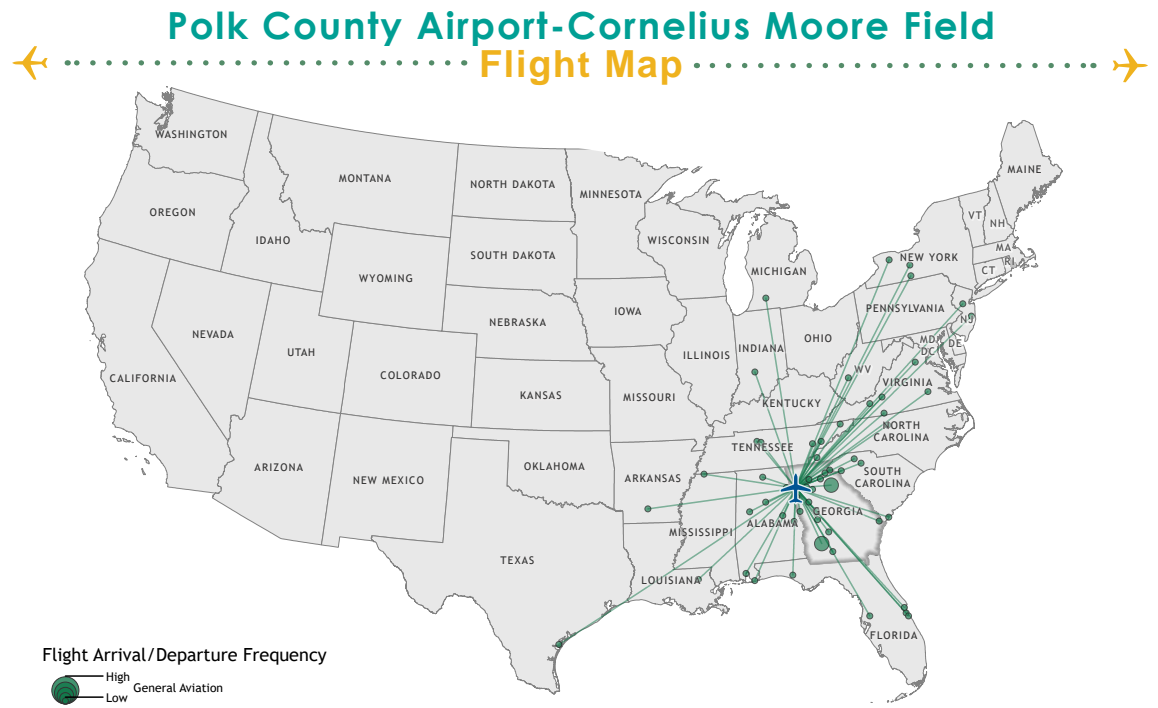 Polk County Airport-Cornelius Moore Field
Flight Map
WASHINGTON
MONTANA
NORTH DAKOTA
MINNESOTA
MAINE
OREGON
IDAHO
WISCONSIN
VT
NH
SOUTH DAKOTA
NEW YORK
MA
RI
CT
WYOMING
MICHIGAN
IOWA
NEBRASKA
PENNSYLVANIA
NJ
NEVADA
OHIO
INDIANA
ILLINOIS
MD
DE
DC
UTAH
COLORADO
WV
CALIFORNIA
KANSAS
MISSOURI
VIRGINIA
KENTUCKY
NORTH
CAROLINA
TENNESSEE
ARIZONA
OKLAHOMA
NEW MEXICO
ARKANSAS
SOUTH
CAROLINA
GEORGIA
ALABAMA
MISSISSIPPI
TEXAS
LOUISIANA
FLORIDA
Flight Arrival/Departure Frequency
High
General Aviation
Low